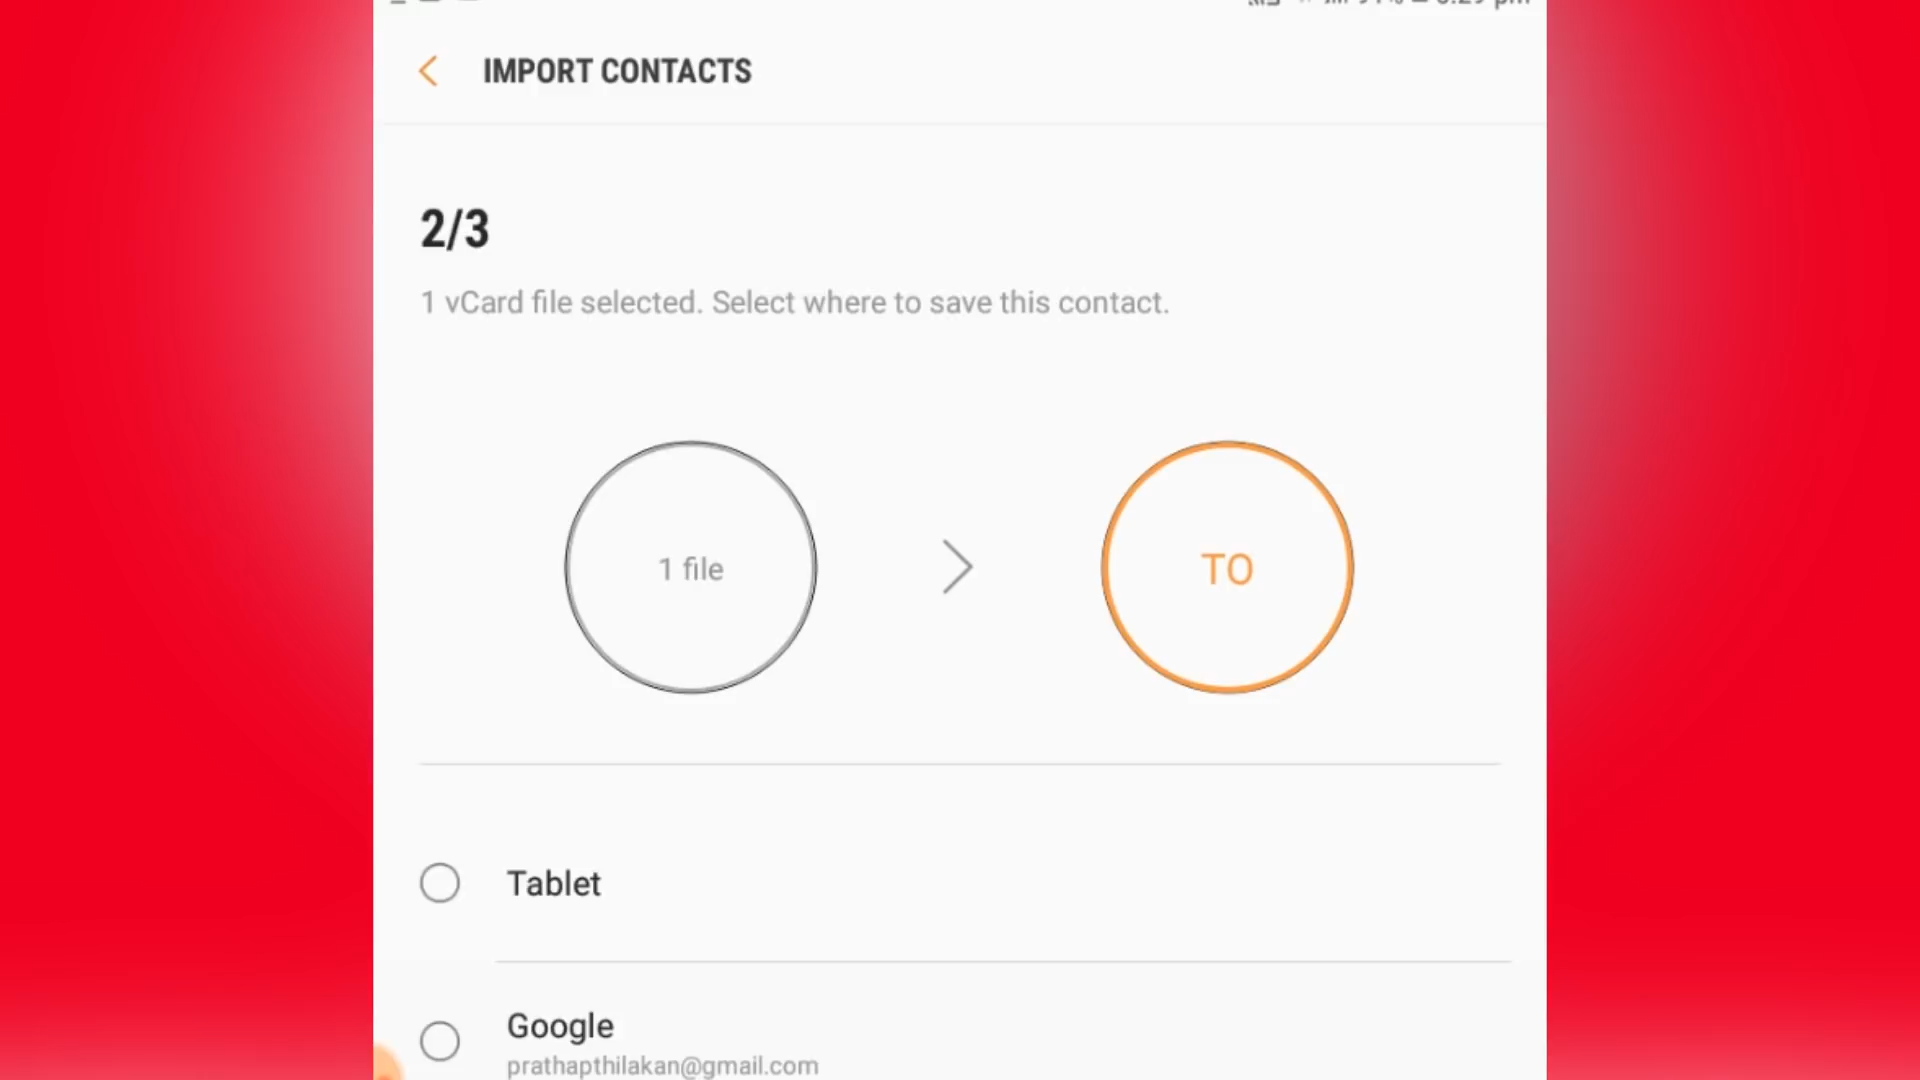 IMPORT CONTACTS
2/3
1 vCard file selected. Select where to save this contact.
1 file
TO
Tablet
Google
prathapthilakan@gmail.com